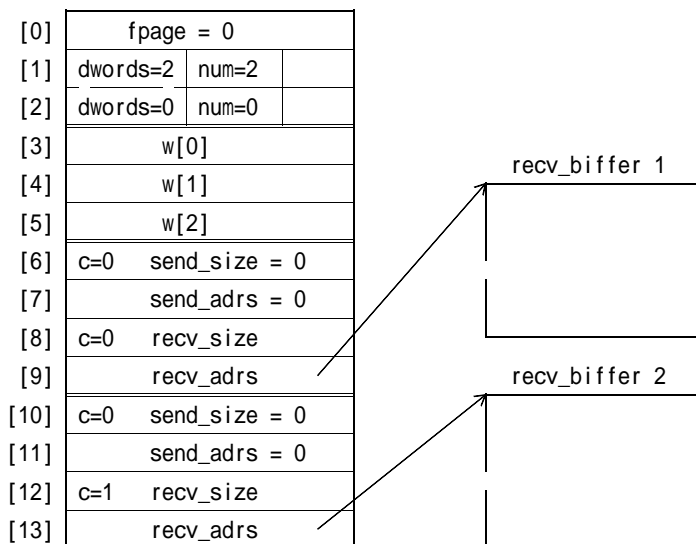 [0] fpage = 0
[1] dwords=2 num=2
[2] dwords=0 num=0
[3] w[0]
[4] w[1]
[5] w[2]
[6] c=0 send_size = 0
[7] send_adrs = 0
[8] c=0 recv_size
[9] recv_adrs
[10] c=0 send_size = 0
[11] send_adrs = 0
[12] c=1 recv_size
[13] recv_adrs
recv_biffer 1
recv_biffer 2